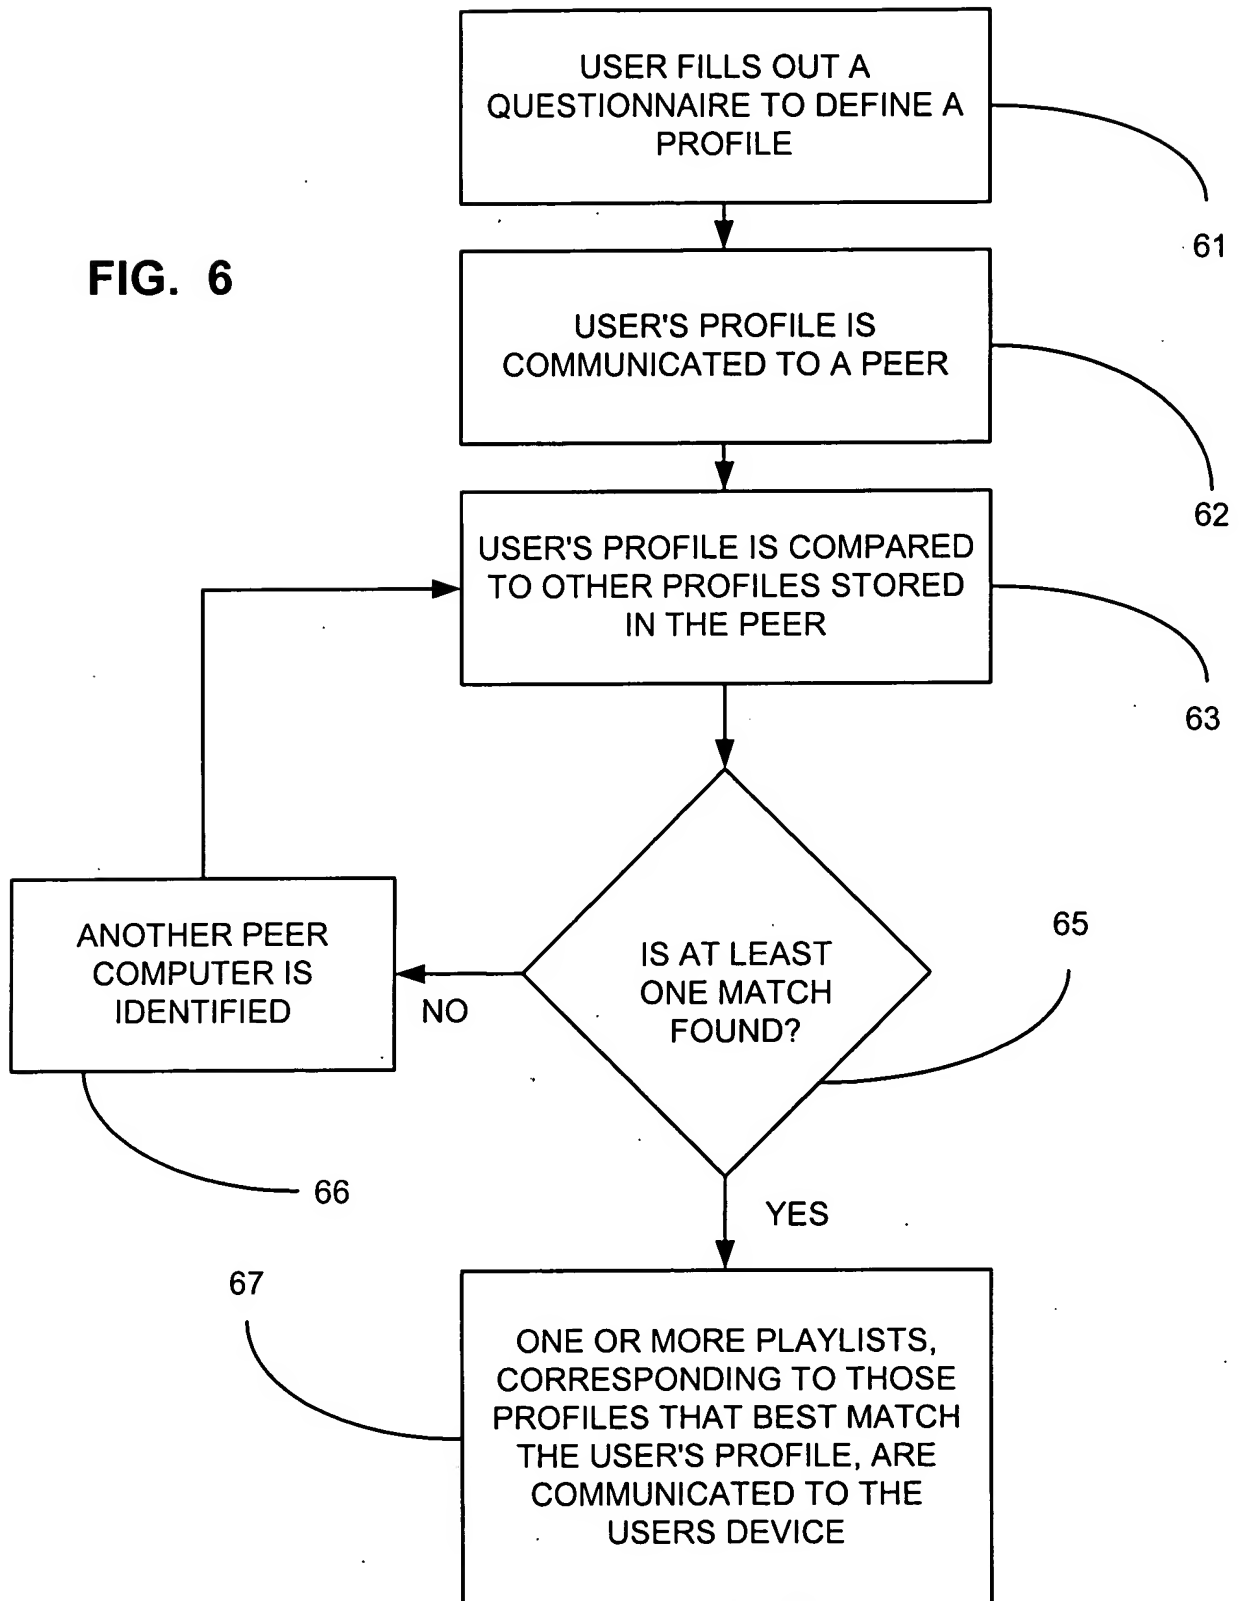 USER FILLS OUT A
QUESTIONNAIRE TO DEFINE A
PROFILE
61
FIG. 6
USER'S PROFILE IS
COMMUNICATED TO A PEER
62
USER'S PROFILE IS COMPARED
TO OTHER PROFILES STORED
IN THE PEER
63
ANOTHER PEER
COMPUTER IS
IDENTIFIED
66
NO
IS AT LEAST
ONE MATCH
FOUND?
65
YES
67
ONE OR MORE PLAYLISTS,
CORRESPONDING TO THOSE
PROFILES THAT BEST MATCH
THE USER'S PROFILE, ARE
COMMUNICATED TO THE
USERS DEVICE